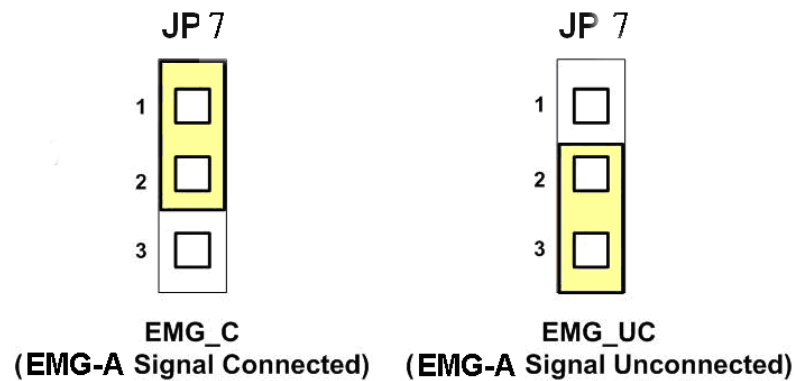 JP 7
1
2
3
EMG_C
(EMG-A Signal Connected)
JP 7
1
2
3
EMG_UC
(EMG-A Signal Unconnected)